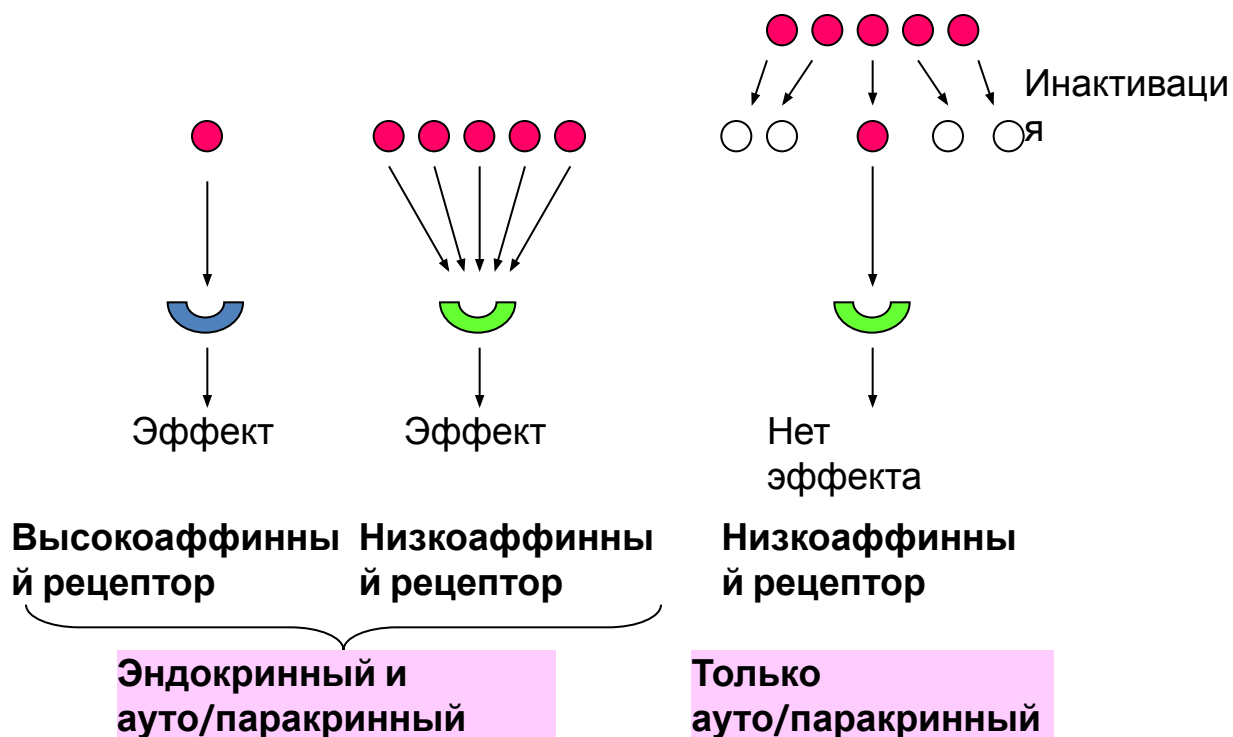 Инактиваци
я
Эффект
Эффект
Нет
эффекта
Высокоаффинны
й рецептор
Низкоаффинны
й рецептор
Низкоаффинны
й рецептор
Эндокринный и
ауто/паракринный
Только
ауто/паракринный